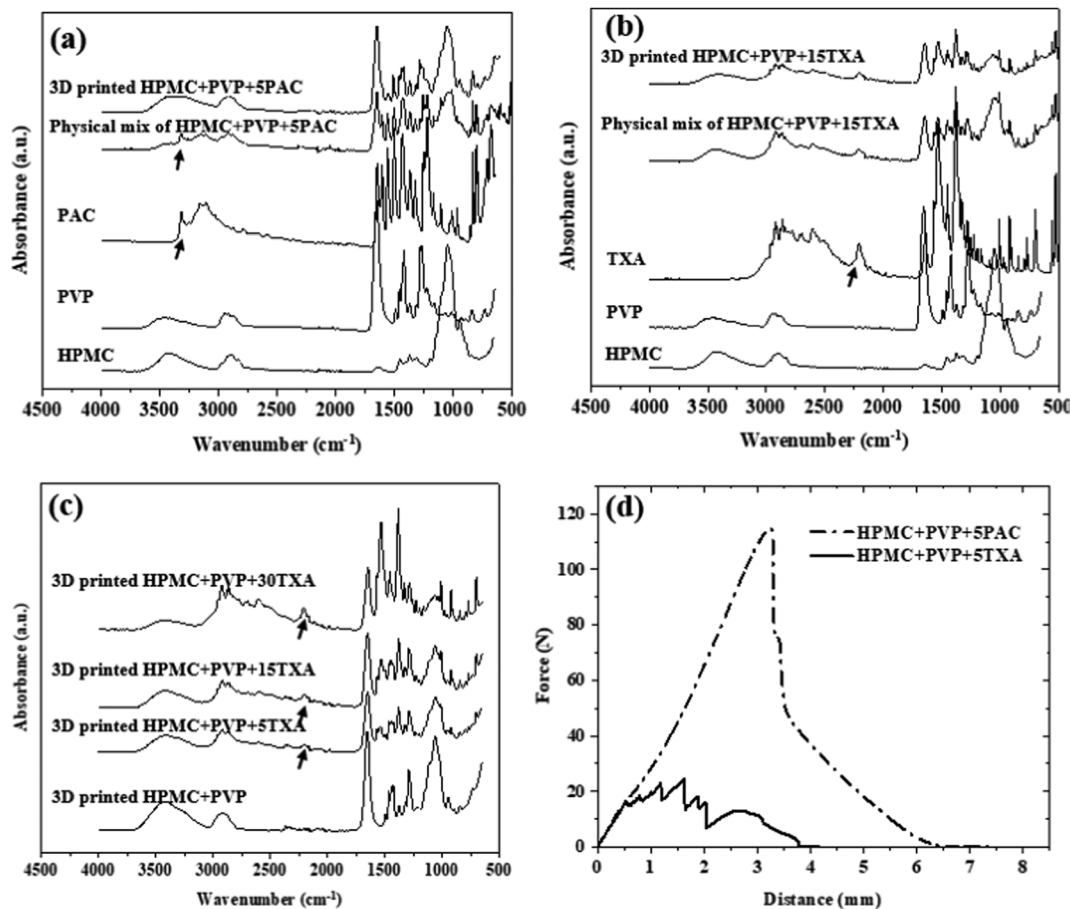 (a)
3D printed HPMC+PVP+5PAC
Physical mix of HPMC+PVP+5PAC
PAC
PVP
HPMC
Absorbance (a.u.)
4500 4000 3500 3000 2500 2000 1500 1000 500
Wavenumber (cm-1)
(b)
3D printed HPMC+PVP+15TXA
Physical mix of HPMC+PVP+15TXA
TXA
PVP
HPMC
Absorbance (a.u.)
4500 4000 3500 3000 2500 2000 1500 1000 500
Wavenumber (cm-1)
(c)
3D printed HPMC+PVP+30TXA
3D printed HPMC+PVP+15TXA
3D printed HPMC+PVP+5TXA
3D printed HPMC+PVP
Absorbance (a.u.)
4500 4000 3500 3000 2500 2000 1500 1000 500
Wavenumber (cm-1)
(d)
HPMC+PVP+5PAC
HPMC+PVP+5TXA
120
100
80
60
40
20
0
Force (N)
0 1 2 3 4 5 6 7 8
Distance (mm)